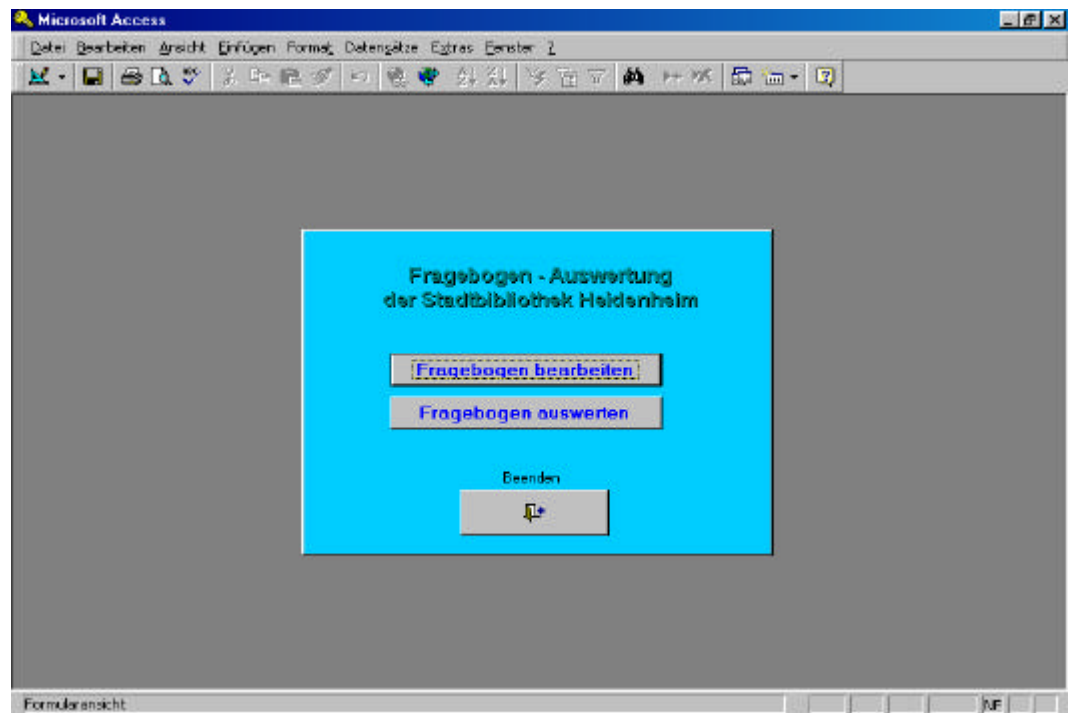 Microsoft Access
Datei Bearbeiten Ansicht Einfügen Format Datensätze Extras Fenster ?
Fragebogen - Auswertung
der Stadtbibliothek Heidenheim
Fragebogen bearbeiten
Fragebogen auswerten
Beenden
Formularansicht
NF